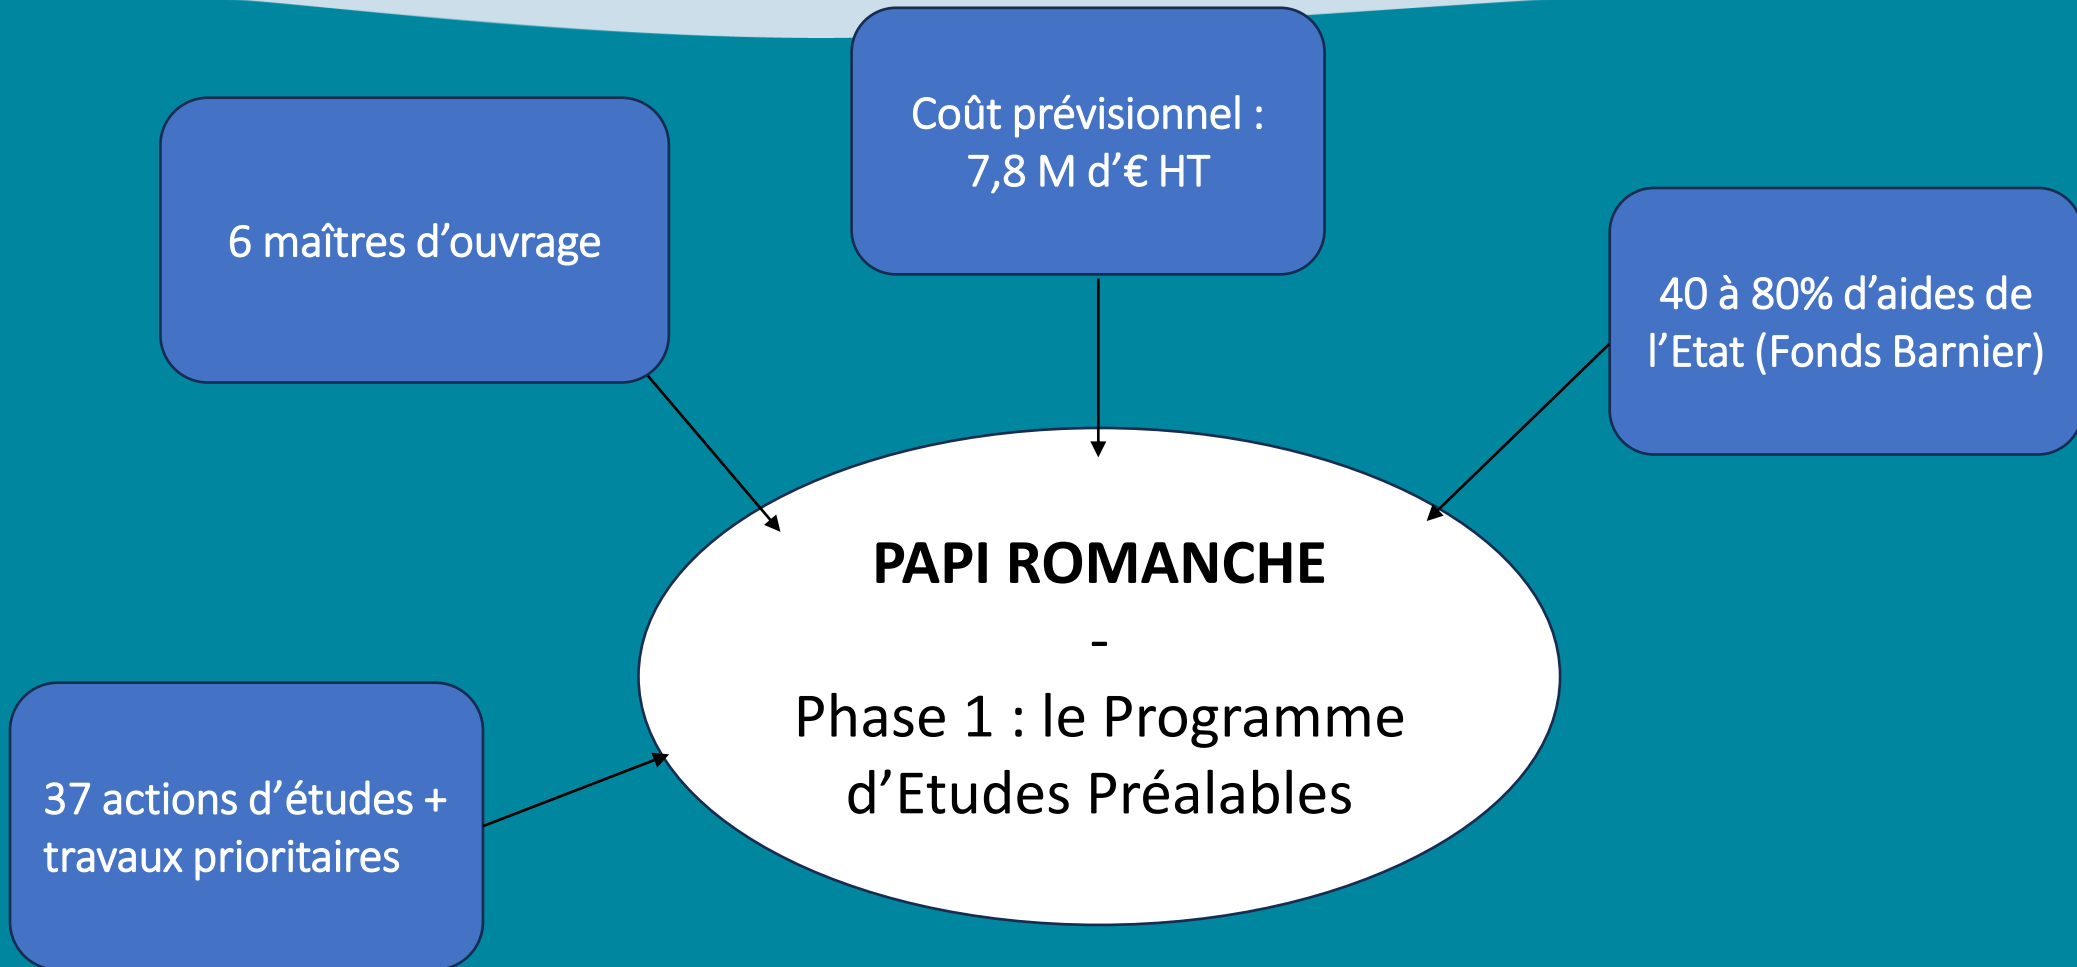 Coût prévisionnel :
7,8 M d’€ HT
6 maîtres d’ouvrage
40 à 80% d’aides de
l’Etat (Fonds Barnier)
PAPI ROMANCHE
-
Phase 1 : le Programme
d’Etudes Préalables
37 actions d’études +
travaux prioritaires